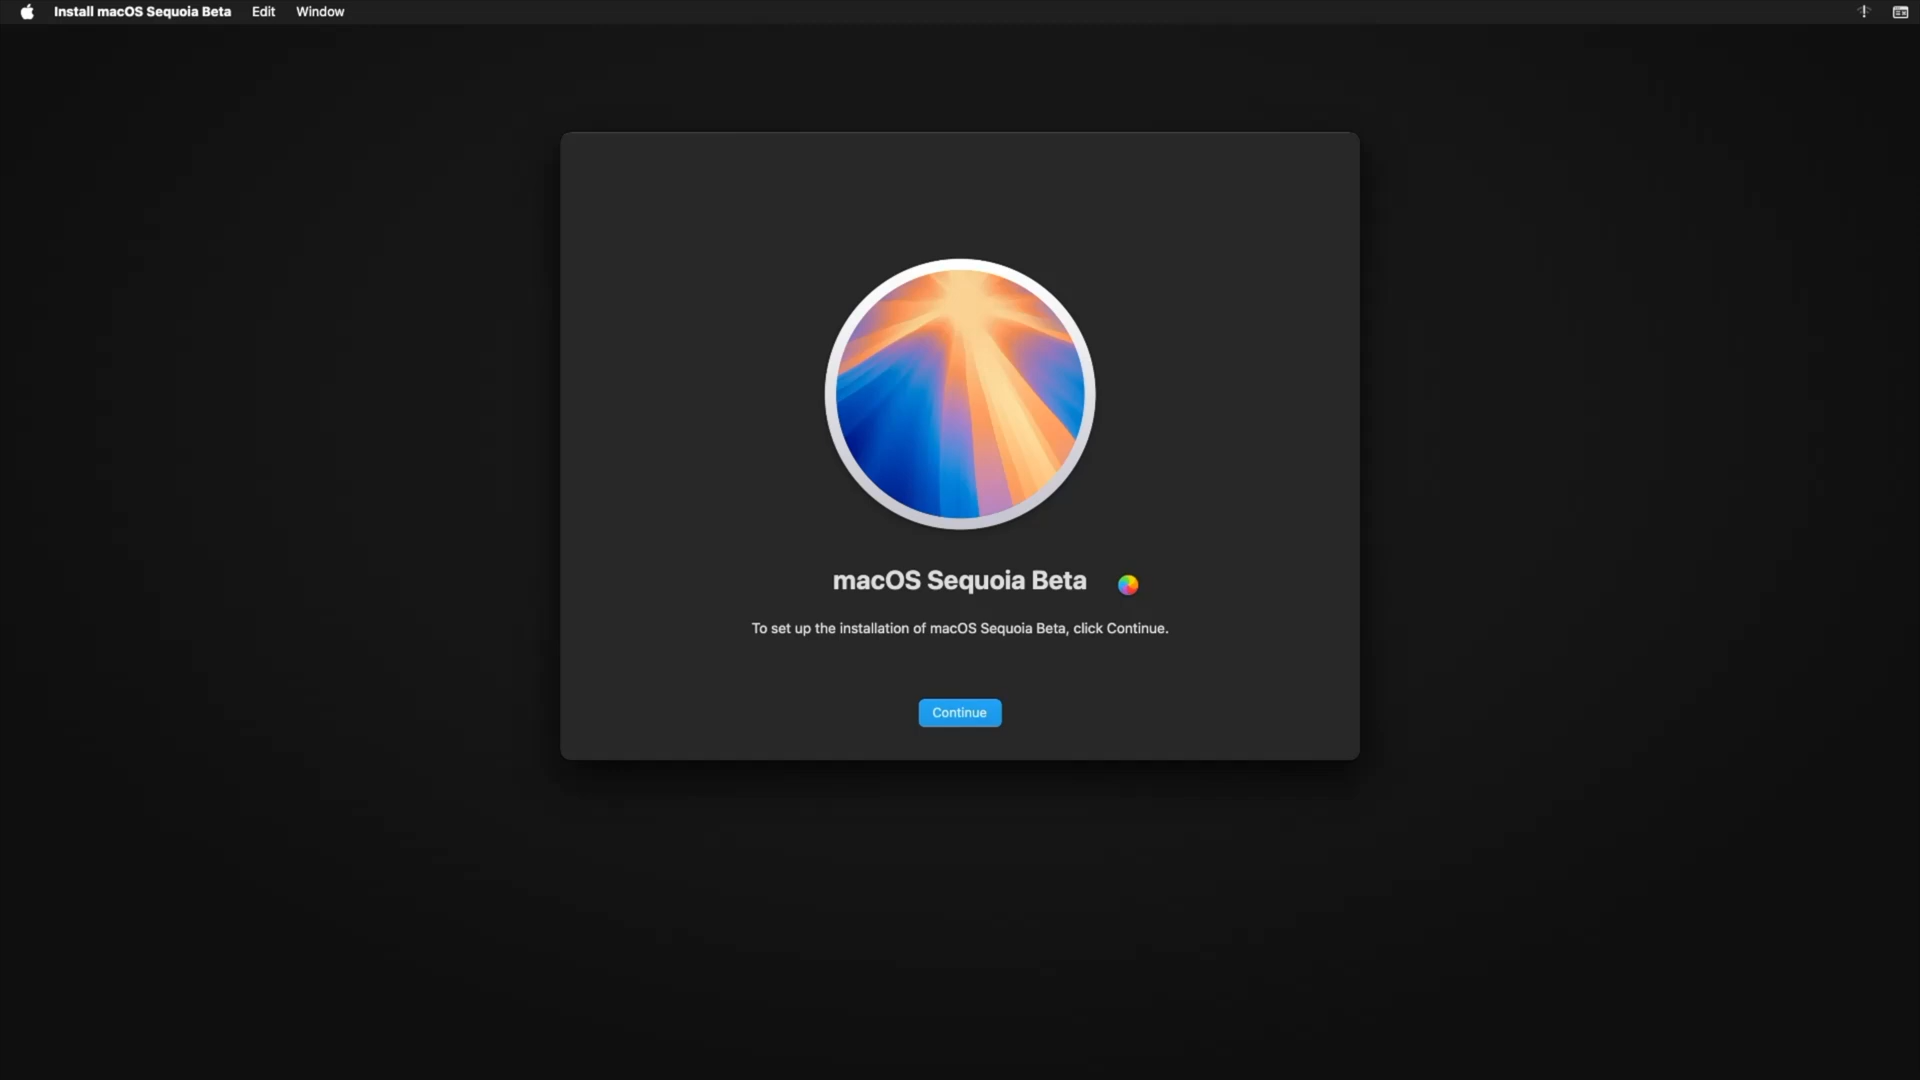 Install macOS Sequoia Beta Edit Window
macOS Sequoia Beta
To set up the installation of macOS Sequoia Beta, click Continue.
Continue